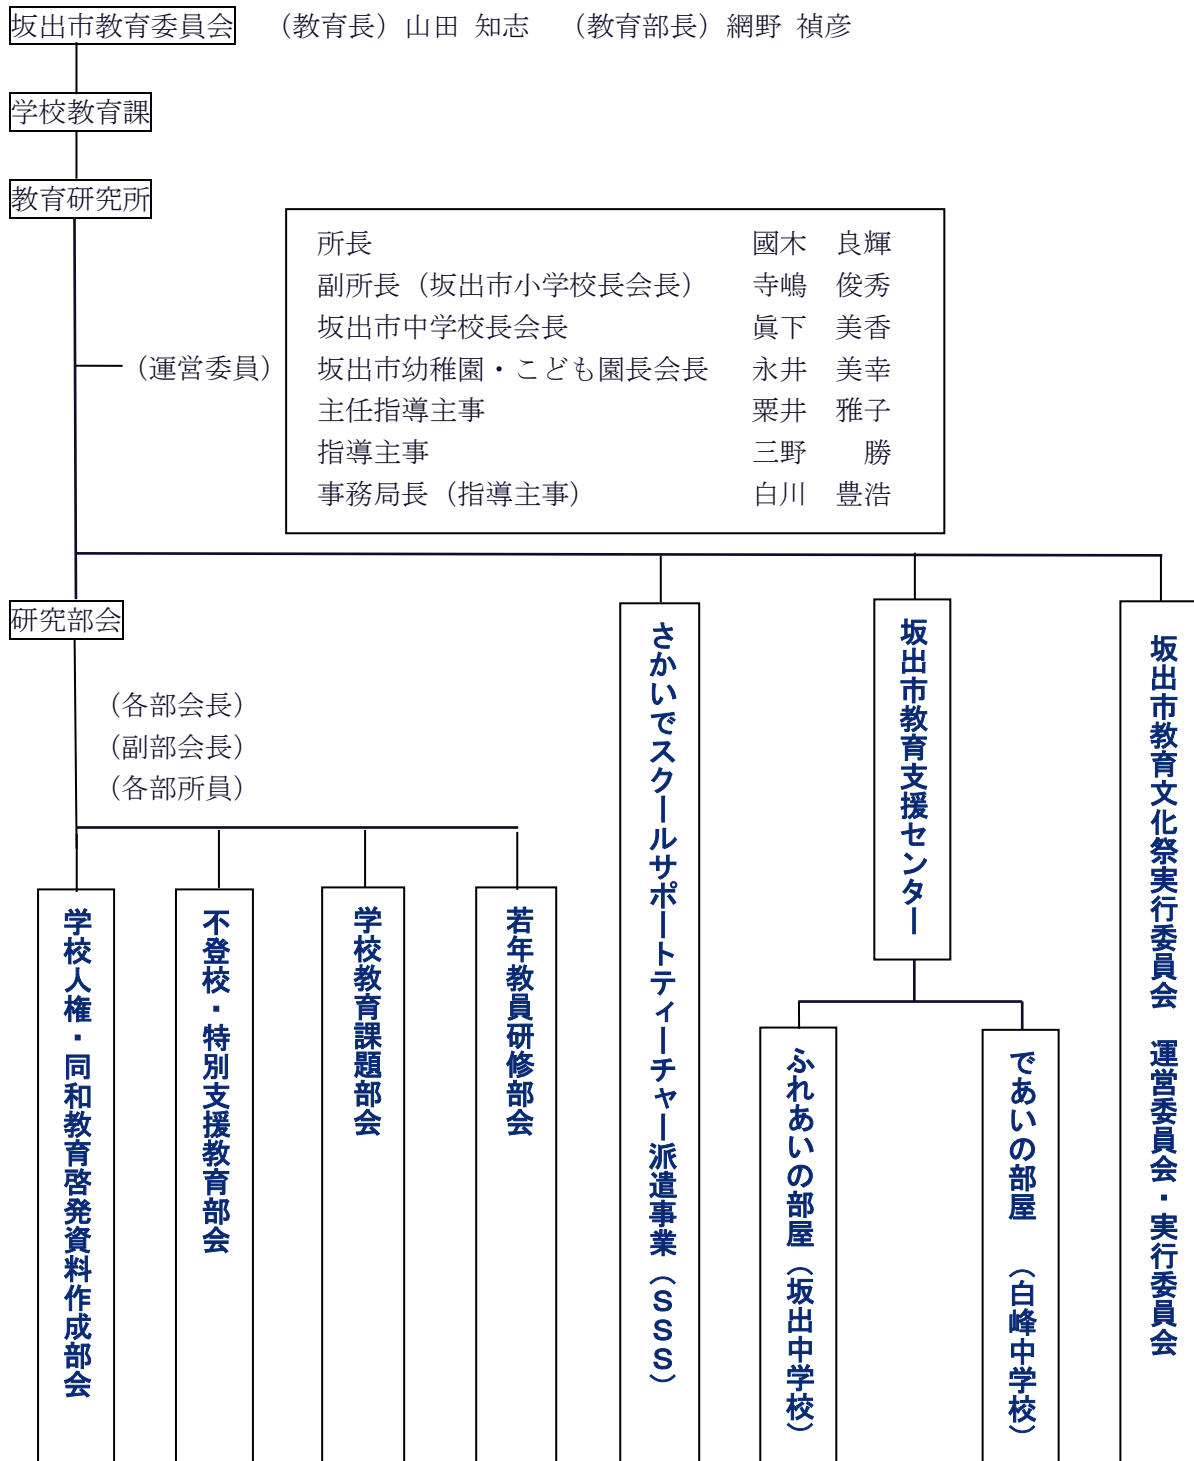 坂出市教育委員会　（教育長）山田 知志　（教育部長）網野 禎彦
学校教育課
教育研究所
（運営委員）
所長　國木　良輝
副所長（坂出市小学校長会長）　寺嶋　俊秀
坂出市中学校長会長　眞下　美香
坂出市幼稚園・こども園長会長　永井　美幸
主任指導主事　粟井　雅子
指導主事　三野　　勝
事務局長（指導主事）　白川　豊浩
研究部会
（各部会長）
（副部会長）
（各部所員）
学校人権・同和教育啓発資料作成部会
不登校・特別支援教育部会
学校教育課題部会
若年教員研修部会
さかいでスクールサポートティーチャー派遣事業（ＳＳＳ）
坂出市教育支援センター
ふれあいの部屋（坂出中学校）
であいの部屋　（白峰中学校）
坂出市教育文化祭実行委員会　運営委員会・実行委員会